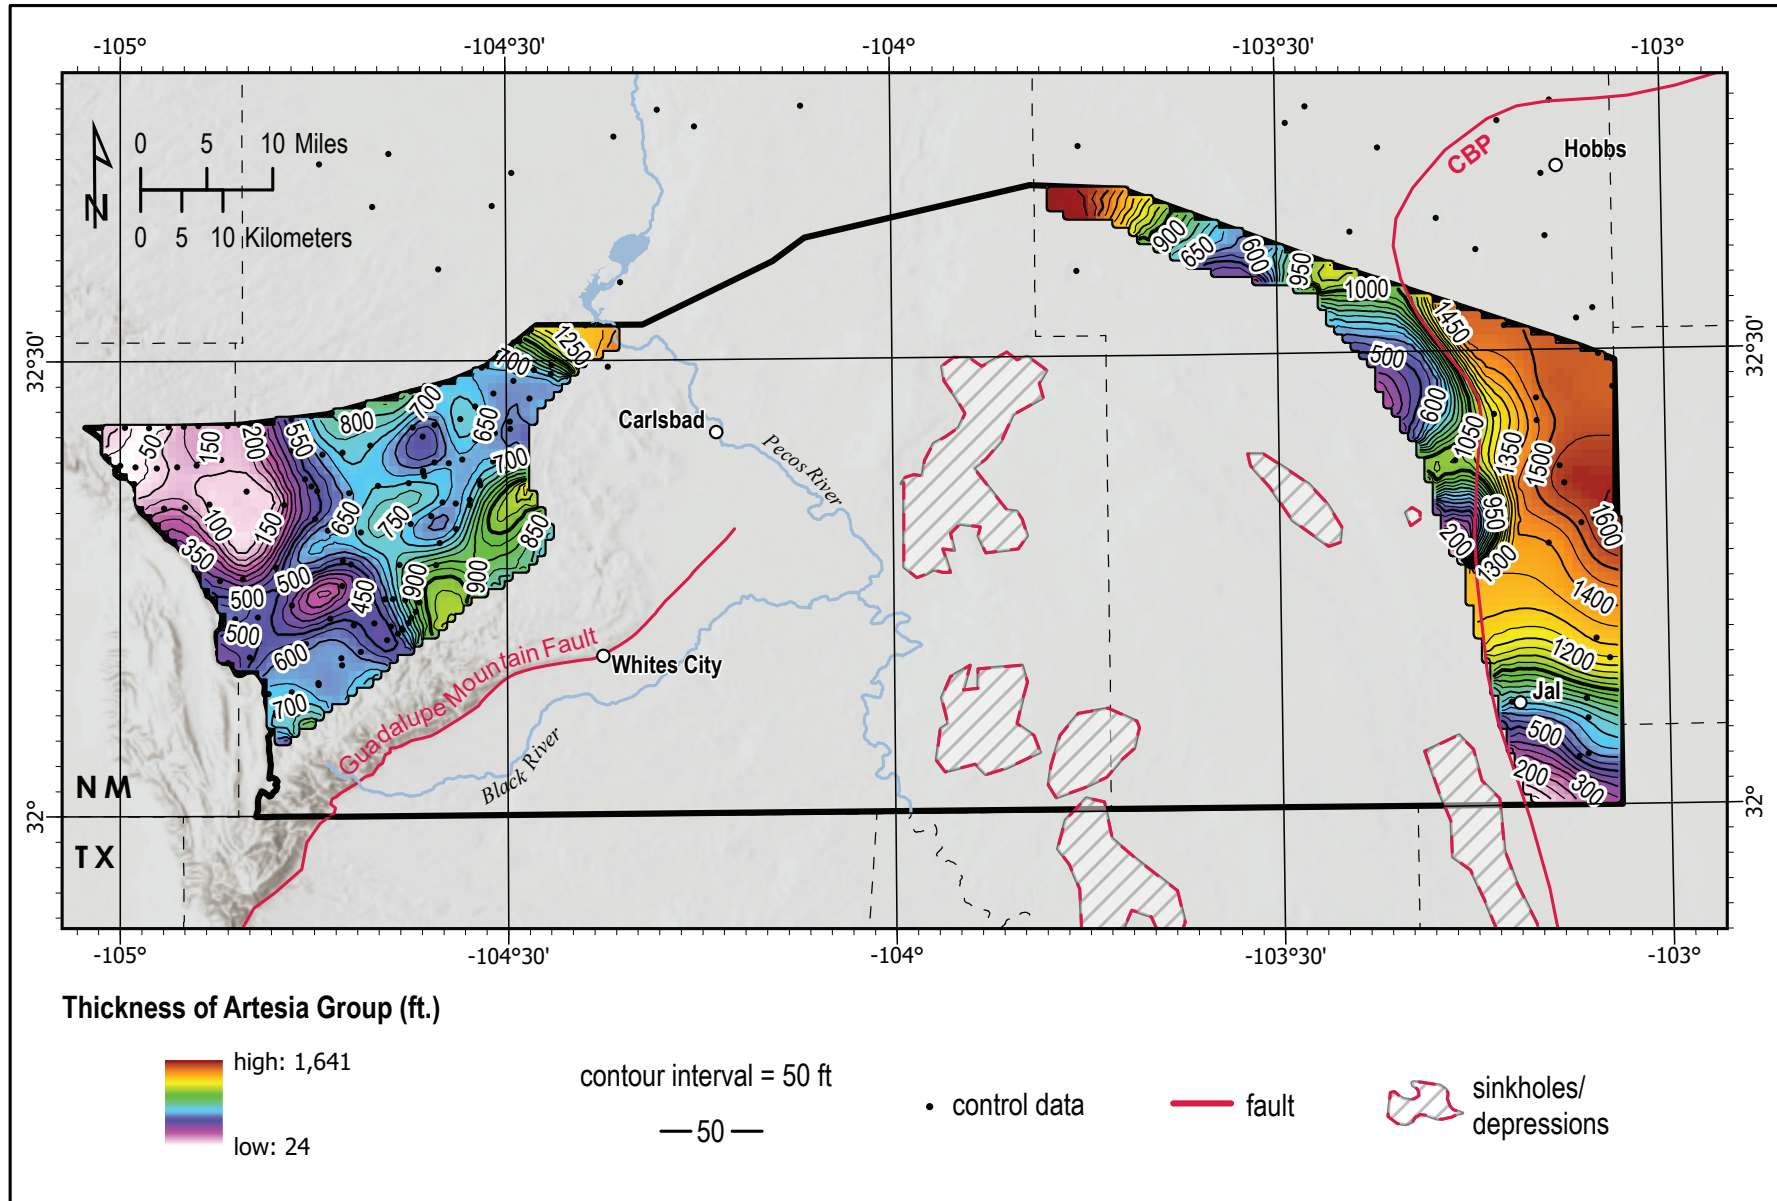 -105°
-104°30'
-104°
-103°30'
-103°
0 5 10 Miles
0 5 10 Kilometers
N
CBP
Hobbs
32°30'
32°30'
900
650
600
950
1000
1450
500
600
1050
1350
1500
950
200
1300
1600
1400
1200
Jal
500
200
300
1250
700
700
650
800
550
200
150
50
700
100
150
350
650
750
850
500
500
450
900
900
500
600
700
Carlsbad
Pecos River
Whites City
Guadalupe Mountain Fault
Black River
NM
TX
32°
32°
-105°
-104°30'
-104°
-103°30'
-103°
Thickness of Artesia Group (ft.)
high: 1,641
low: 24
contour interval = 50 ft
50
control data
fault
sinkholes/
depressions